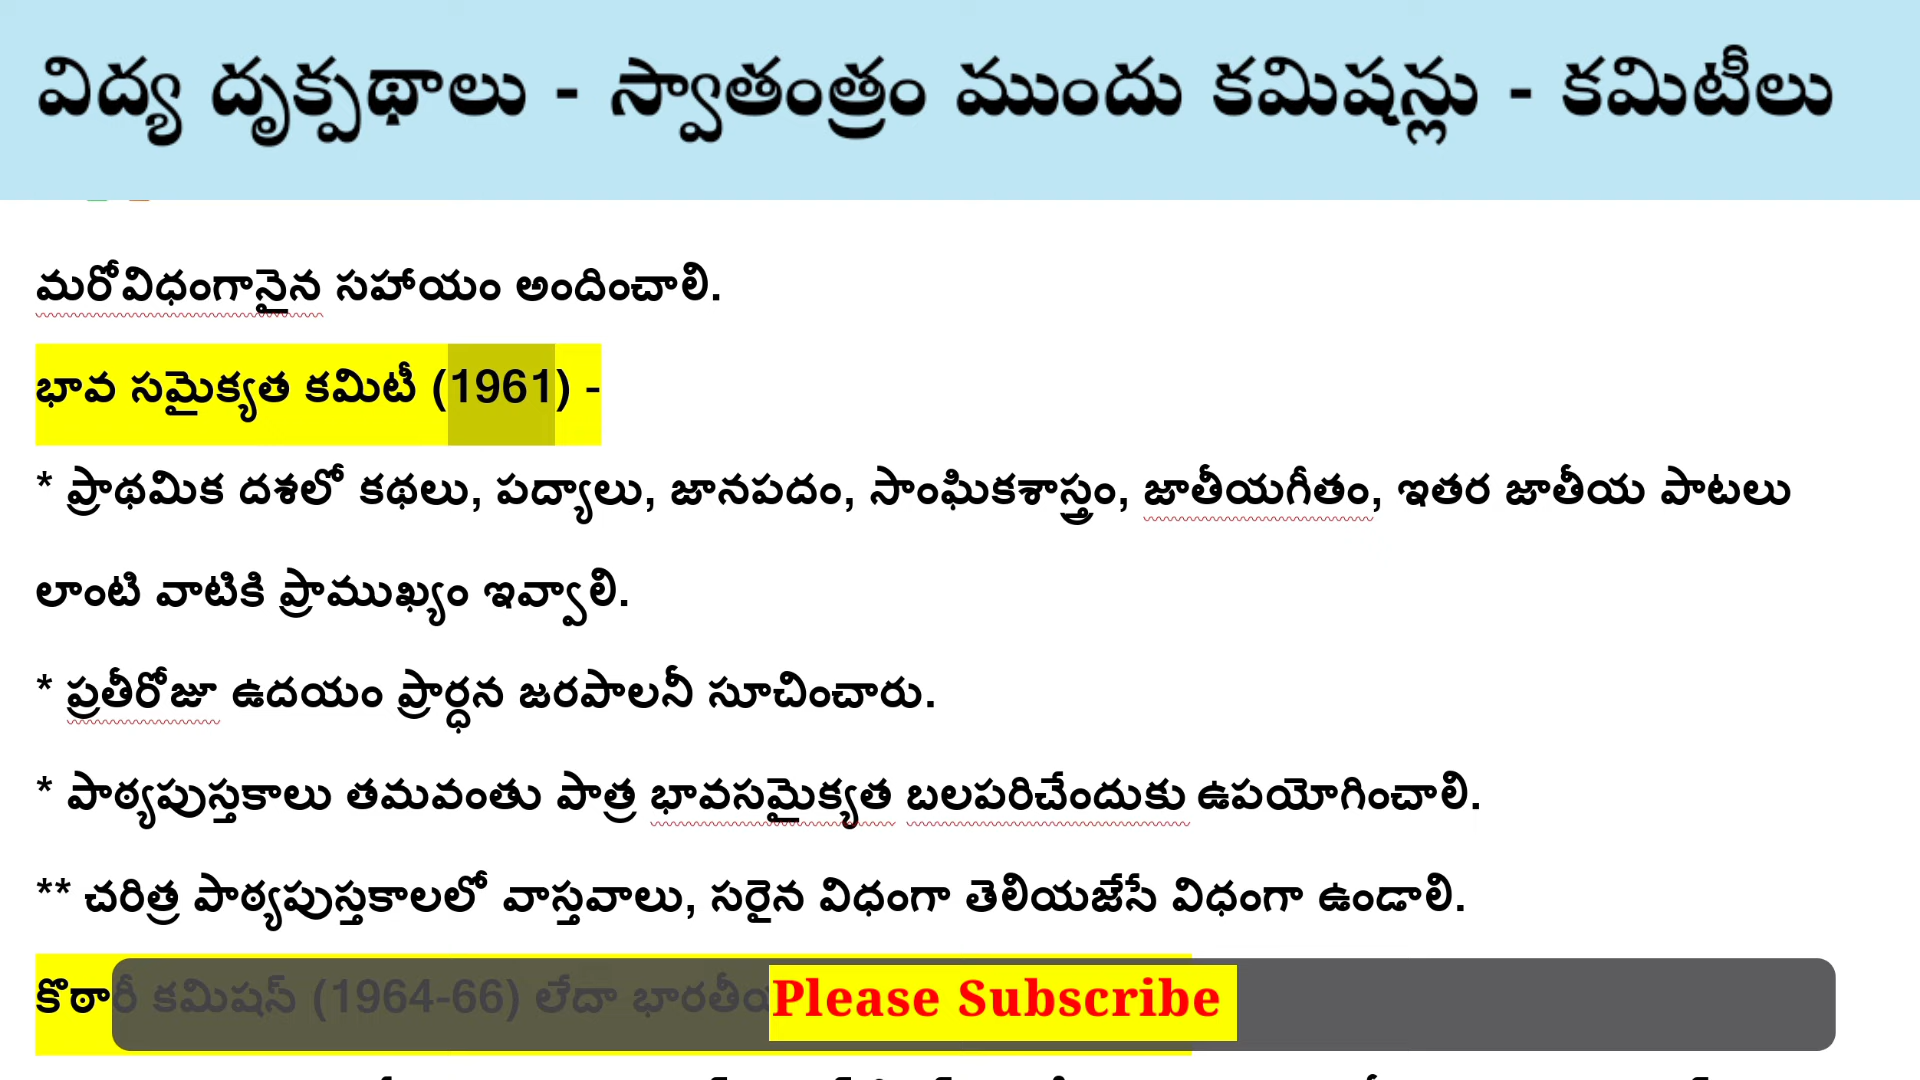 విద్య దృక్పథాలు - స్వాతంత్రం ముందు కమిషన్లు - కమిటీలు
మరోవిధంగానైన సహాయం అందించాలి.
భావ సమైక్యత కమిటీ (1961) -
* ప్రాథమిక దశలో కథలు, పద్యాలు, జానపదం, సాంఘికశాస్త్రం, జాతీయగీతం, ఇతర జాతీయ పాటలు
లాంటి వాటికి ప్రాముఖ్యం ఇవ్వాలి.
* ప్రతీరోజూ ఉదయం ప్రార్ధన జరపాలనీ సూచించారు.
* పాఠ్యపుస్తకాలు తమవంతు పాత్ర భావసమైక్యత బలపరిచేందుకు ఉపయోగించాలి.
** చరిత్ర పాఠ్యపుస్తకాలలో వాస్తవాలు, సరైన విధంగా తెలియజేసే విధంగా ఉండాలి.
కొఠారీ కమిషన్ (1964-66) లేదా
Please Subscribe